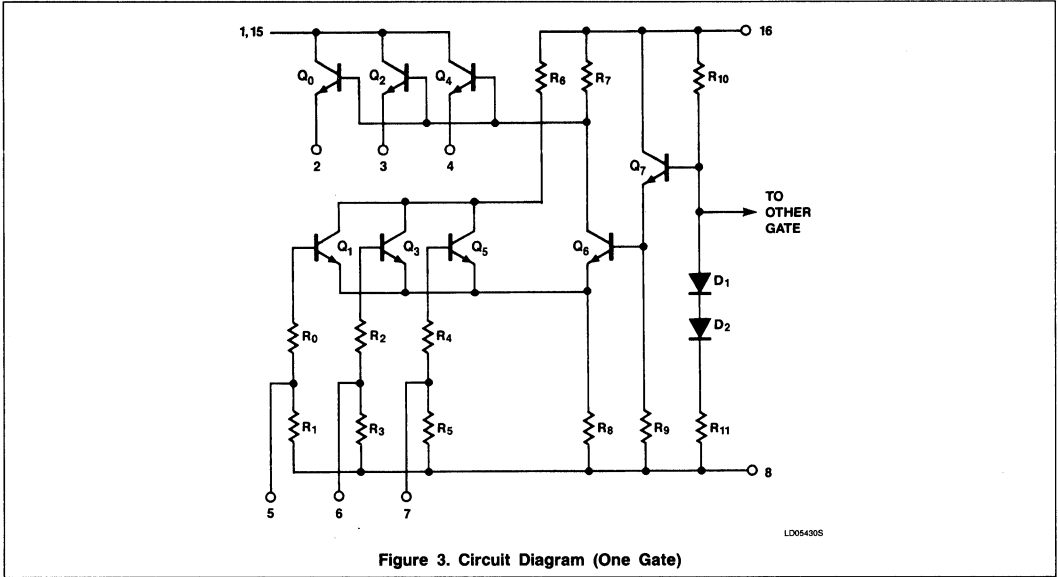 1, 15
16
Q0
Q2
Q4
R6
R7
R10
2
3
4
Q7
TO
OTHER
GATE
Q1
Q3
Q5
Q6
D1
D2
R0
R2
R4
R1
R3
R5
R8
R9
R11
8
5
6
7
LD05430S
Figure 3. Circuit Diagram (One Gate)